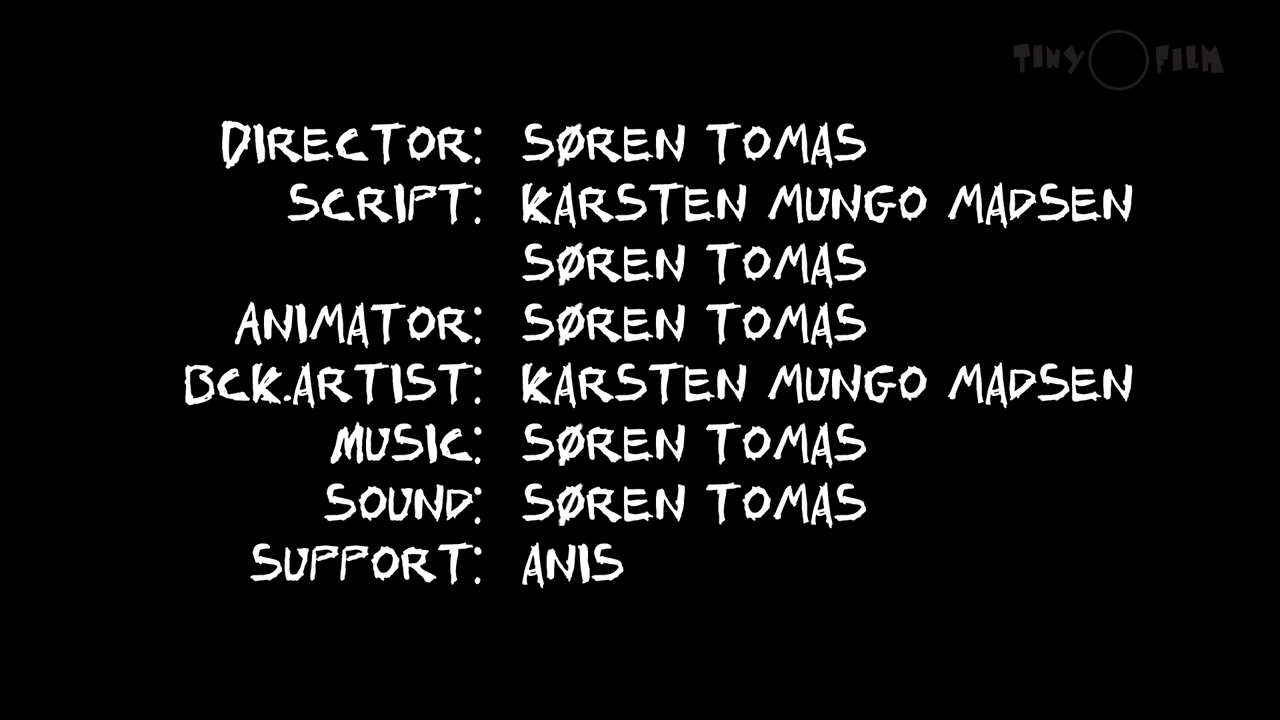 TINY FILM
DIRECTOR: SØREN TOMAS
SCRIPT: KARSTEN MUNGO MADSEN
SØREN TOMAS
ANIMATOR: SØREN TOMAS
BCK.ARTIST: KARSTEN MUNGO MADSEN
MUSIC: SØREN TOMAS
SOUND: SØREN TOMAS
SUPPORT: ANIS